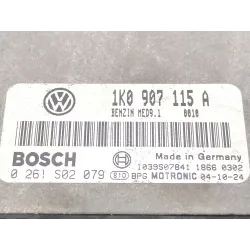 1K0 907 115 A
BENZIN MED9.1 0010
BOSCH
Made in Germany
1039S07841 1866 0302
0 261 S02 079 BPG MOTRONIC 04-10-24